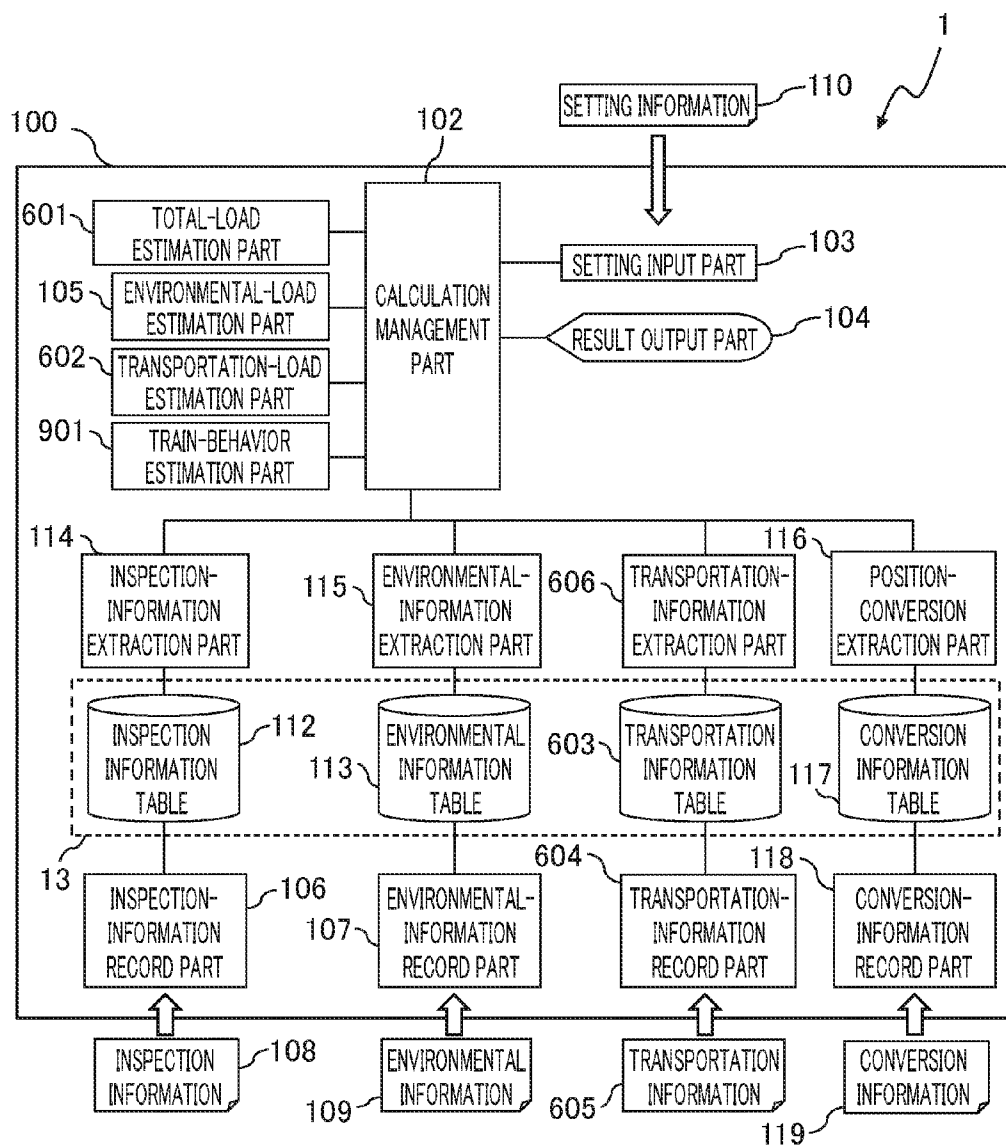 1
110
SETTING INFORMATION
100
102
601
TOTAL-LOAD
ESTIMATION PART
103
SETTING INPUT PART
105
ENVIRONMENTAL-LOAD
ESTIMATION PART
CALCULATION
MANAGEMENT
PART
104
RESULT OUTPUT PART
602
TRANSPORTATION-LOAD
ESTIMATION PART
901
TRAIN-BEHAVIOR
ESTIMATION PART
114
INSPECTION-
INFORMATION
EXTRACTION PART
115
ENVIRONMENTAL-
INFORMATION
EXTRACTION PART
606
TRANSPORTATION-
INFORMATION
EXTRACTION PART
116
POSITION-
CONVERSION
EXTRACTION PART
INSPECTION
INFORMATION
TABLE
112
ENVIRONMENTAL
INFORMATION
TABLE
113
TRANSPORTATION
INFORMATION
TABLE
603
CONVERSION
INFORMATION
TABLE
117
13
INSPECTION-
INFORMATION
RECORD PART
106
ENVIRONMENTAL-
INFORMATION
RECORD PART
107
604
TRANSPORTATION-
INFORMATION
RECORD PART
118
CONVERSION-
INFORMATION
RECORD PART
INSPECTION
INFORMATION
108
ENVIRONMENTAL
INFORMATION
109
TRANSPORTATION
INFORMATION
605
CONVERSION
INFORMATION
119